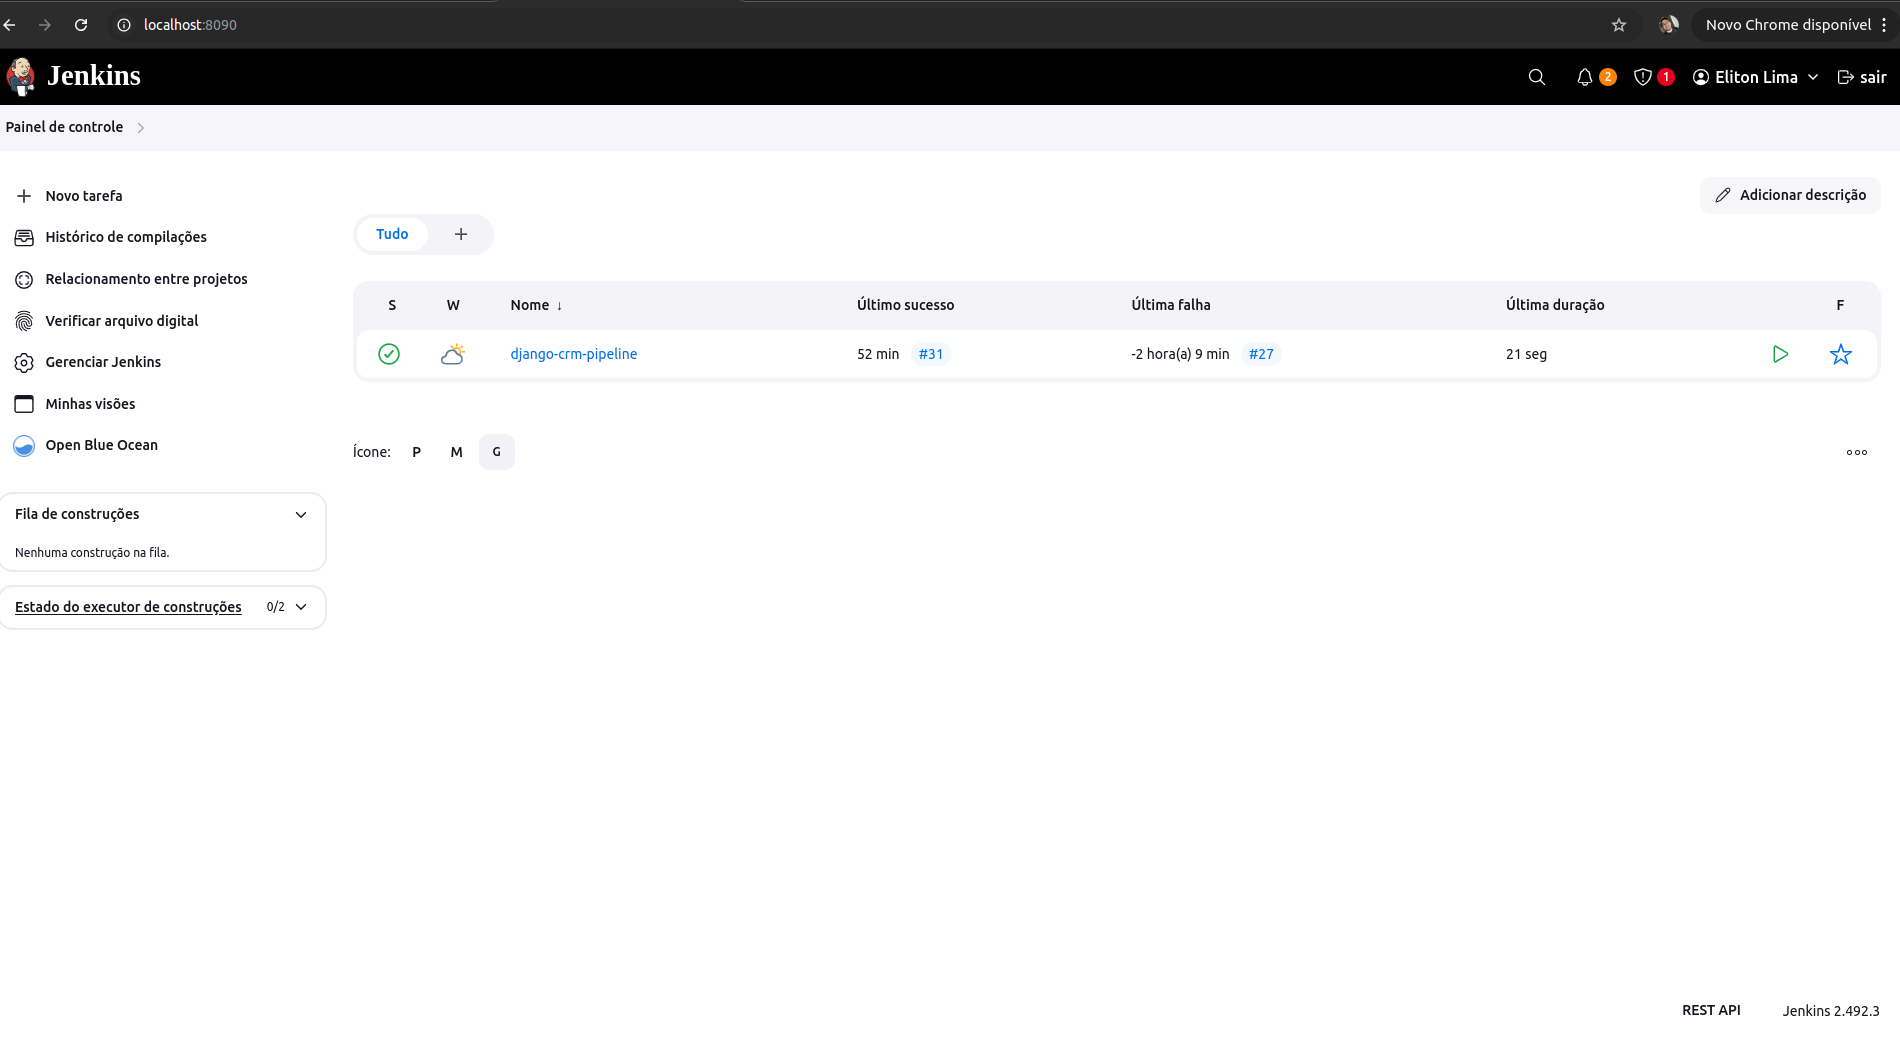 localhost:8090
Novo Chrome disponível
Jenkins
2
1
Eliton Lima
sair
Painel de controle
Novo tarefa
Histórico de compilações
Relacionamento entre projetos
Verificar arquivo digital
Gerenciar Jenkins
Minhas visões
Open Blue Ocean
Fila de construções
Nenhuma construção na fila.
Estado do executor de construções 0/2
Adicionar descrição
Tudo +
S W Nome ↓ Último sucesso Última falha Última duração F
django-crm-pipeline 52 min #31 -2 hora(a) 9 min #27 21 seg
Ícone: P M G
REST API Jenkins 2.492.3